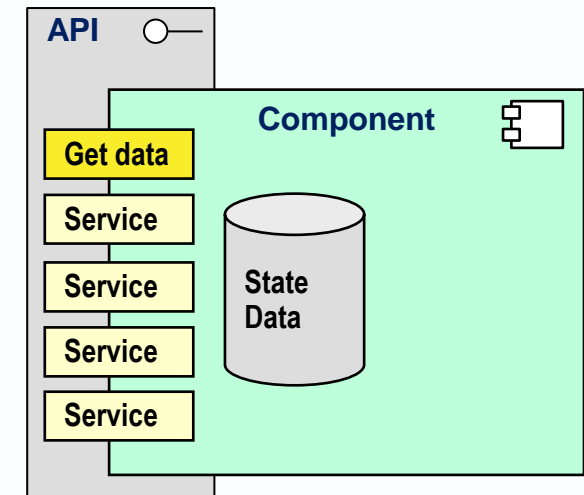 API
Component
Get data
Service
Service
Service
Service
State
Data